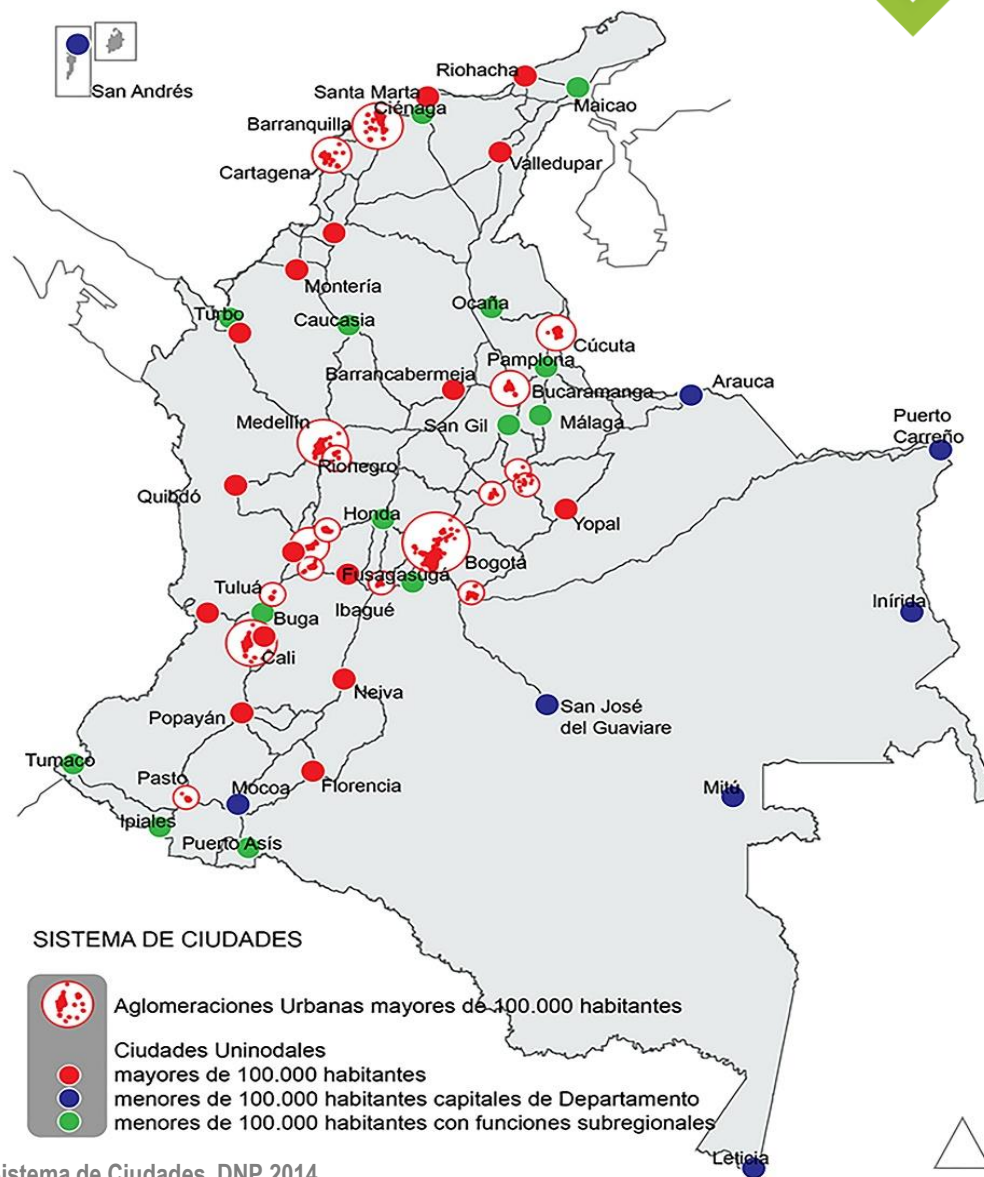 San Andrés
Riohacha
Santa Marta
Ciénaga
Maicao
Barranquilla
Cartagena
Valledupar
Montería
Turbo
Caucasia
Ocaña
Cúcuta
Pamplona
Barrancabermeja
Bucaramanga
Arauca
Medellín
San Gil
Málaga
Puerto
Carreño
Rionegro
Quibdó
Honda
Yopal
Bogotá
Fusagasugá
Tuluá
Ibagué
Buga
Inírida
Cali
Neiva
Popayán
San José
del Guaviare
Tumaco
Pasto
Mocoa
Florencia
Mitú
Ipiales
Puerto Asís
SISTEMA DE CIUDADES
Aglomeraciones Urbanas mayores de 100.000 habitantes
Ciudades Uninodales
mayores de 100.000 habitantes
menores de 100.000 habitantes capitales de Departamento
menores de 100.000 habitantes con funciones subregionales
Leticia
istema de Ciudades, DNP 2014